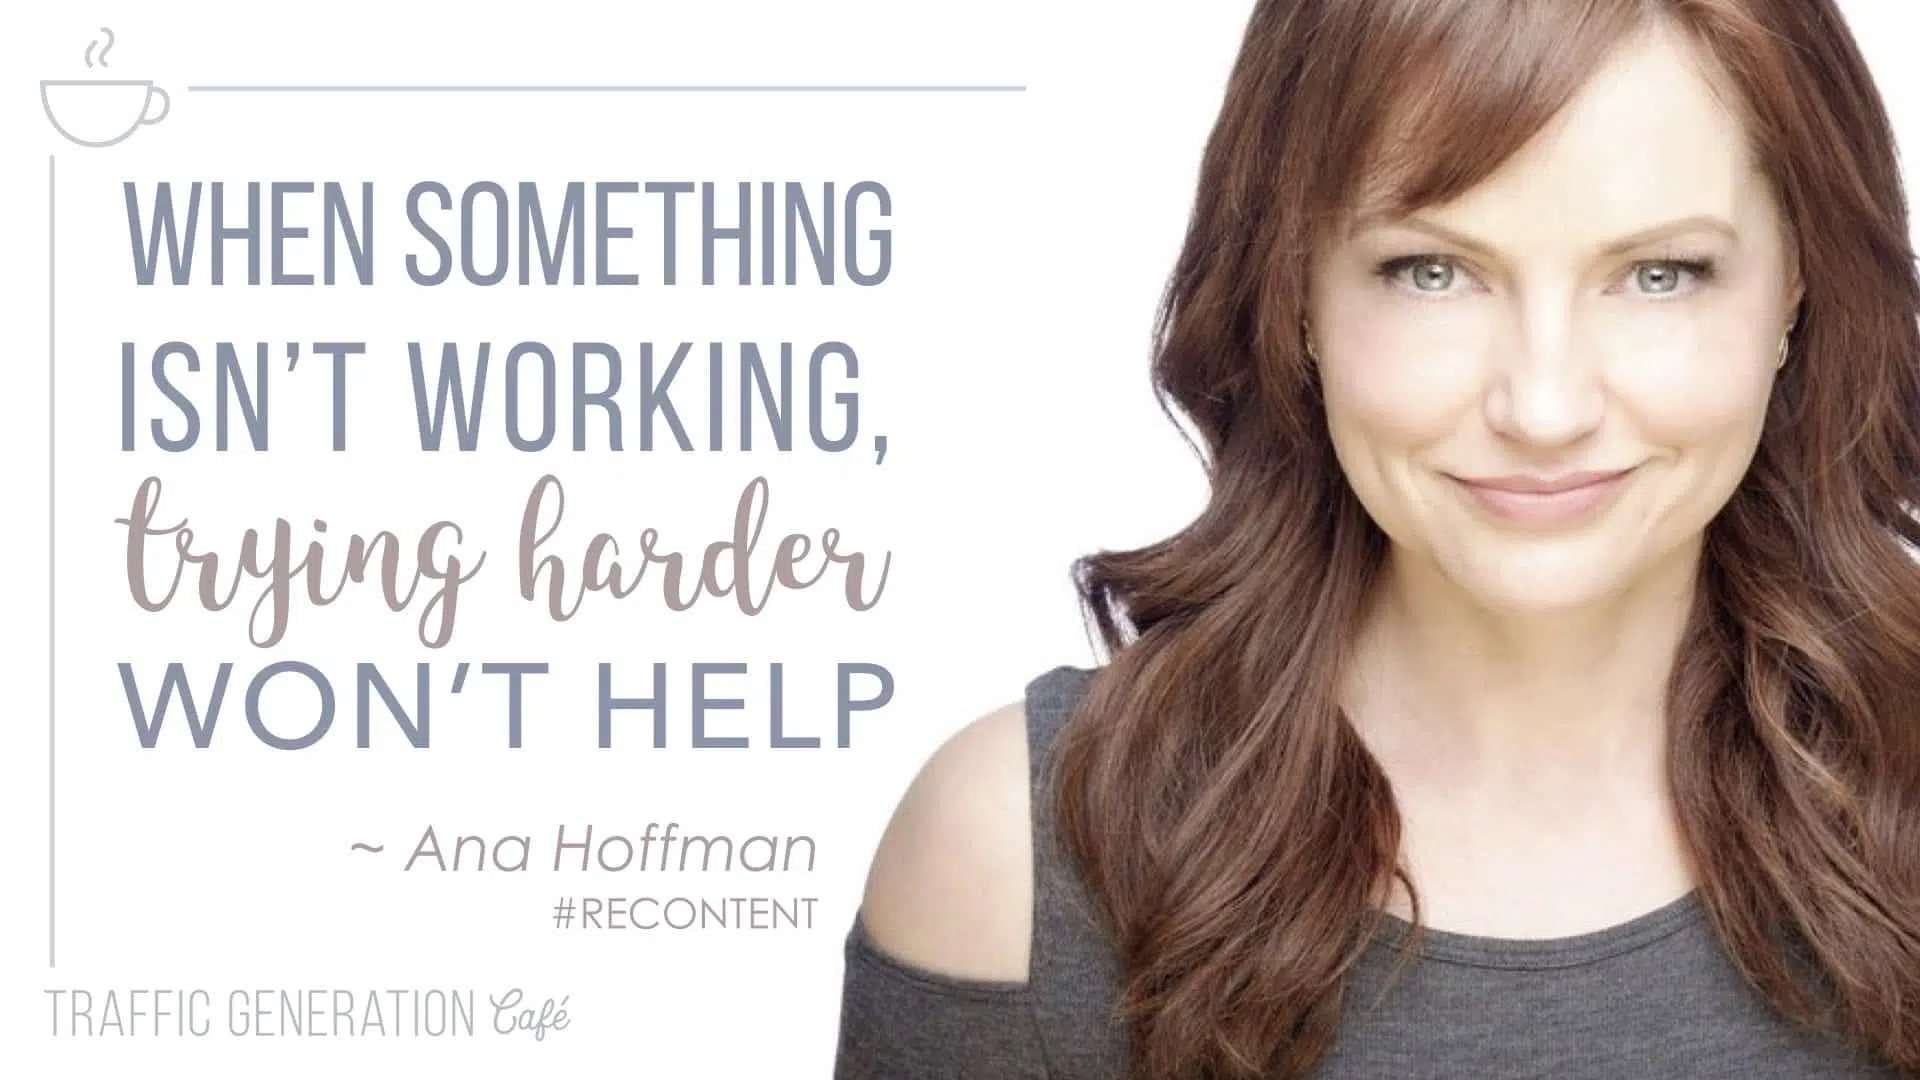 WHEN SOMETHING
ISN'T WORKING,
trying harder
WON'T HELP
~ Ana Hoffman
#RECONTENT
TRAFFIC GENERATION Café